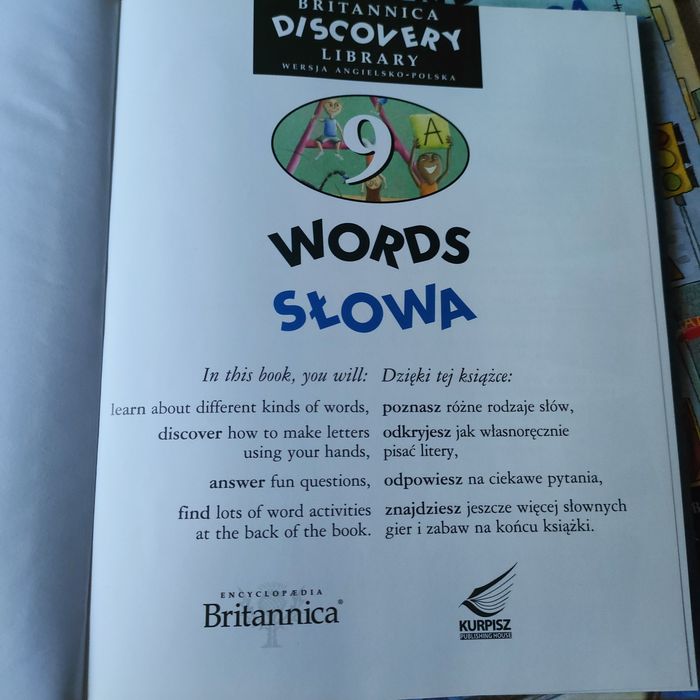 BRITANNICA
DISCOVERY
LIBRARY
WERSJA ANGIELSKO-POLSKA
9
A
WORDS
SŁOWA
In this book, you will:
learn about different kinds of words,
discover how to make letters
using your hands,
answer fun questions,
find lots of word activities
at the back of the book.
Dzięki tej książce:
poznasz różne rodzaje słów,
odkryjesz jak własnoręcznie
pisać litery,
odpowiesz na ciekawe pytania,
znajdziesz jeszcze więcej słownych
gier i zabaw na końcu książki.
ENCYCLOPÆDIA
Britannica®
KURPISZ
PUBLISHING HOUSE